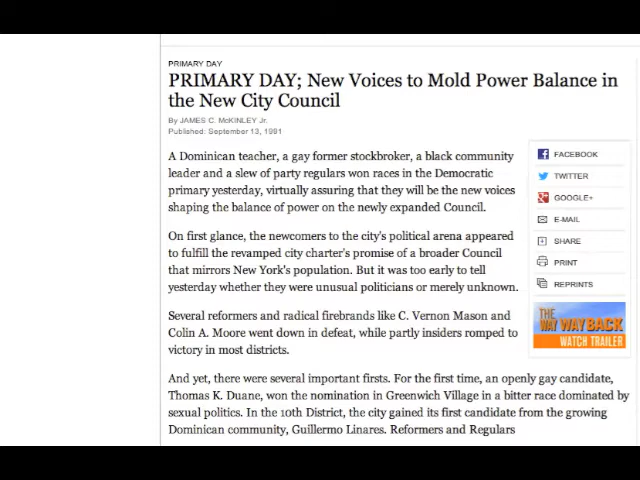 PRIMARY DAY
PRIMARY DAY; New Voices to Mold Power Balance in
the New City Council
By JAMES C. McKINLEY Jr.
Published: September 13, 1991
A Dominican teacher, a gay former stockbroker, a black community
leader and a slew of party regulars won races in the Democratic
primary yesterday, virtually assuring that they will be the new voices
shaping the balance of power on the newly expanded Council.
On first glance, the newcomers to the city's political arena appeared
to fulfill the revamped city charter's promise of a broader Council
that mirrors New York's population. But it was too early to tell
yesterday whether they were unusual politicians or merely unknown.
Several reformers and radical firebrands like C. Vernon Mason and
Colin A. Moore went down in defeat, while partly insiders romped to
victory in most districts.
And yet, there were several important firsts. For the first time, an openly gay candidate,
Thomas K. Duane, won the nomination in Greenwich Village in a bitter race dominated by
sexual politics. In the 10th District, the city gained its first candidate from the growing
Dominican community, Guillermo Linares. Reformers and Regulars
FACEBOOK
TWITTER
GOOGLE+
E-MAIL
SHARE
PRINT
REPRINTS
THE
WAY WAY BACK
WATCH TRAILER